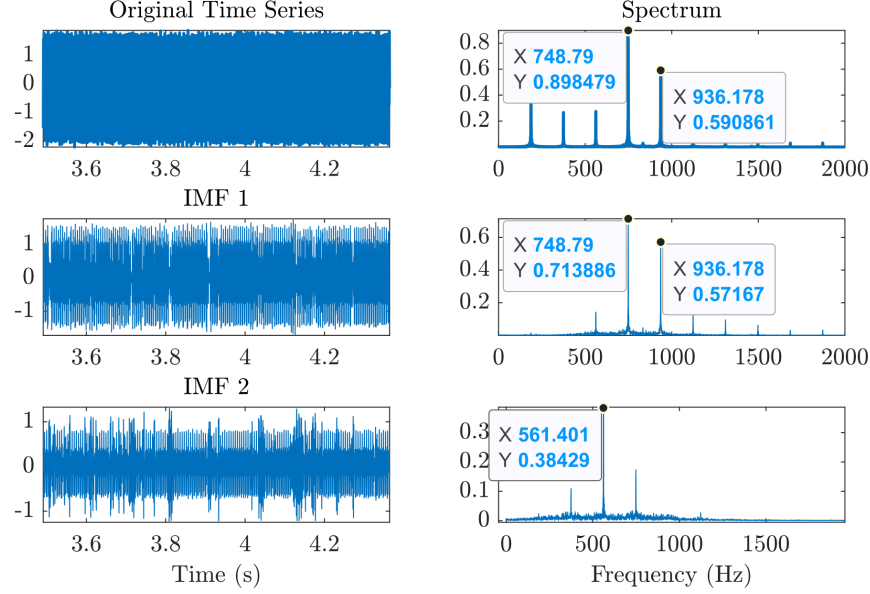 Original Time Series
1
0
-1
-2
3.6 3.8 4 4.2
Spectrum
0.8
0.6
0.4
0.2
X 748.79
Y 0.898479
X 936.178
Y 0.590861
0 500 1000 1500 2000
IMF 1
1
0
-1
3.6 3.8 4 4.2
0.6
0.4
0.2
X 748.79
Y 0.713886
X 936.178
Y 0.57167
0 500 1000 1500 2000
IMF 2
1
0
-1
3.6 3.8 4 4.2
Time (s)
0.3
0.2
0.1
0
X 561.401
Y 0.38429
0 500 1000 1500
Frequency (Hz)